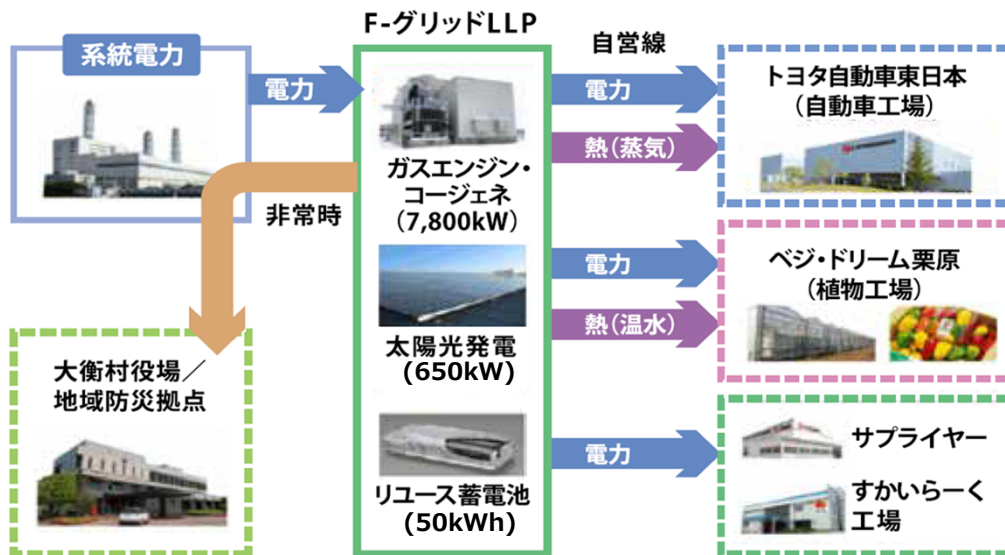 系統電力
電力
非常時
大衡村役場／
地域防災拠点
F-グリッドLLP
ガスエンジン・
コージェネ
(7,800kW)
太陽光発電
(650kW)
リユース蓄電池
(50kWh)
自営線
電力
熱(蒸気)
電力
熱(温水)
電力
トヨタ自動車東日本
(自動車工場)
ベジ・ドリーム栗原
(植物工場)
サプライヤー
すかいらーく
工場